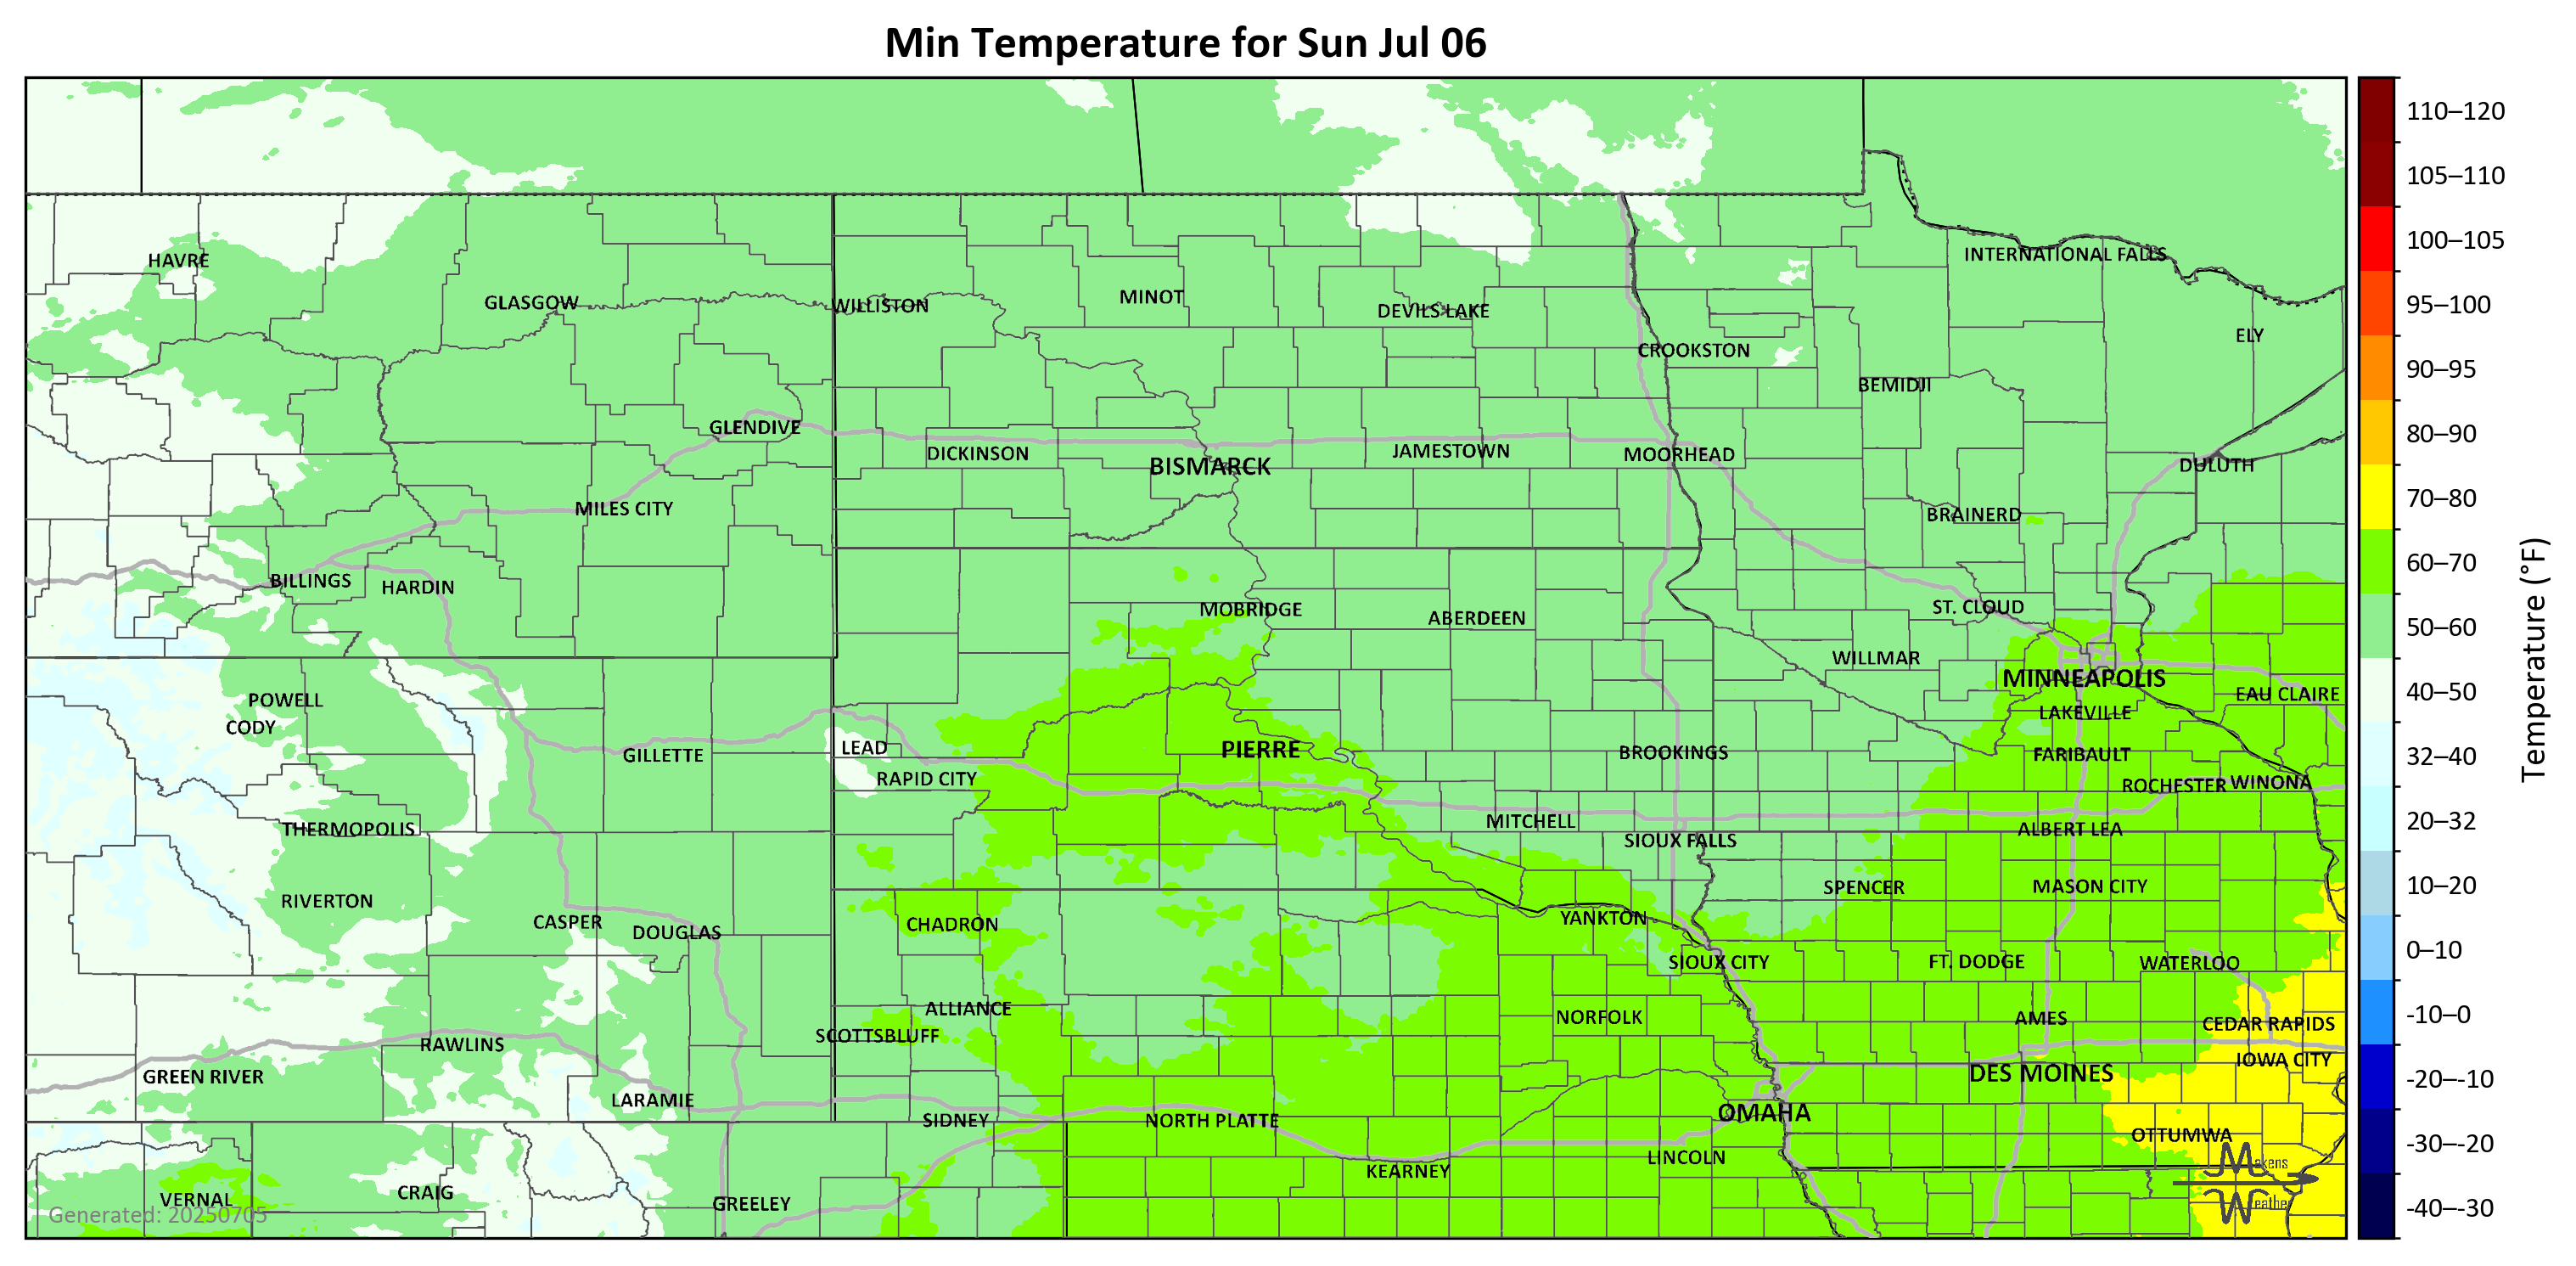 Min Temperature for Sun Jul 06
110–120
105–110
100–105
95–100
90–95
80–90
70–80
60–70
50–60
40–50
32–40
20–32
10–20
0–10
-10–0
-20–-10
-30–-20
-40–-30
Temperature (°F)
HAVRE
INTERNATIONAL FALLS
GLASGOW
WILLISTON
MINOT
DEVILS LAKE
ELY
CROOKSTON
BEMIDJI
GLENDIVE
DICKINSON
BISMARCK
JAMESTOWN
MOORHEAD
DULUTH
MILES CITY
BRAINERD
BILLINGS
HARDIN
MOBRIDGE
ABERDEEN
ST. CLOUD
WILLMAR
MINNEAPOLIS
POWELL
EAU CLAIRE
CODY
LAKEVILLE
GILLETTE
LEAD
PIERRE
BROOKINGS
FARIBAULT
RAPID CITY
ROCHESTER
WINONA
THERMOPOLIS
MITCHELL
ALBERT LEA
SIOUX FALLS
SPENCER
MASON CITY
RIVERTON
CASPER
DOUGLAS
CHADRON
YANKTON
SIOUX CITY
FT. DODGE
WATERLOO
ALLIANCE
NORFOLK
AMES
CEDAR RAPIDS
SCOTTSBLUFF
RAWLINS
IOWA CITY
GREEN RIVER
DES MOINES
LARAMIE
SIDNEY
NORTH PLATTE
OMAHA
OTTUMWA
LINCOLN
KEARNEY
VERNAL
CRAIG
GREELEY
Makens
Weather
Generated: 20250705